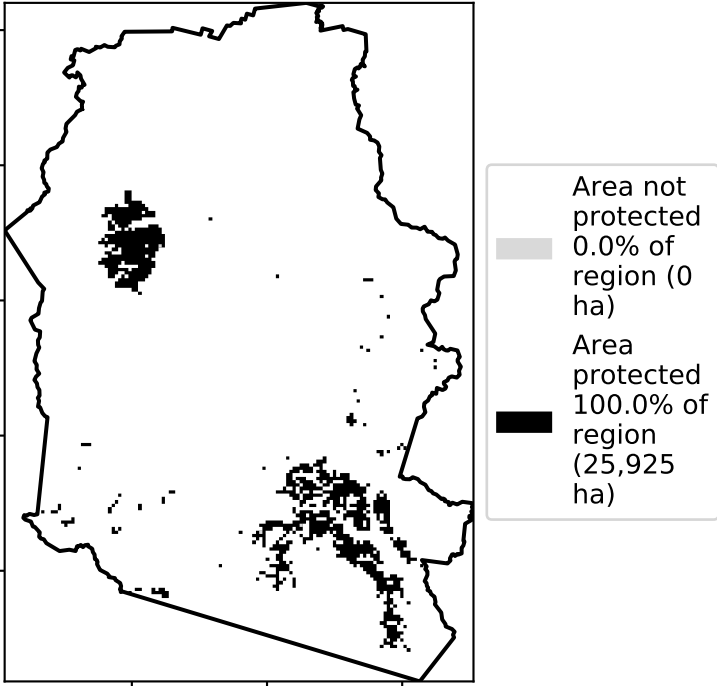 Area not
protected
0.0% of
region (0
ha)
Area
protected
100.0% of
region
(25,925
ha)